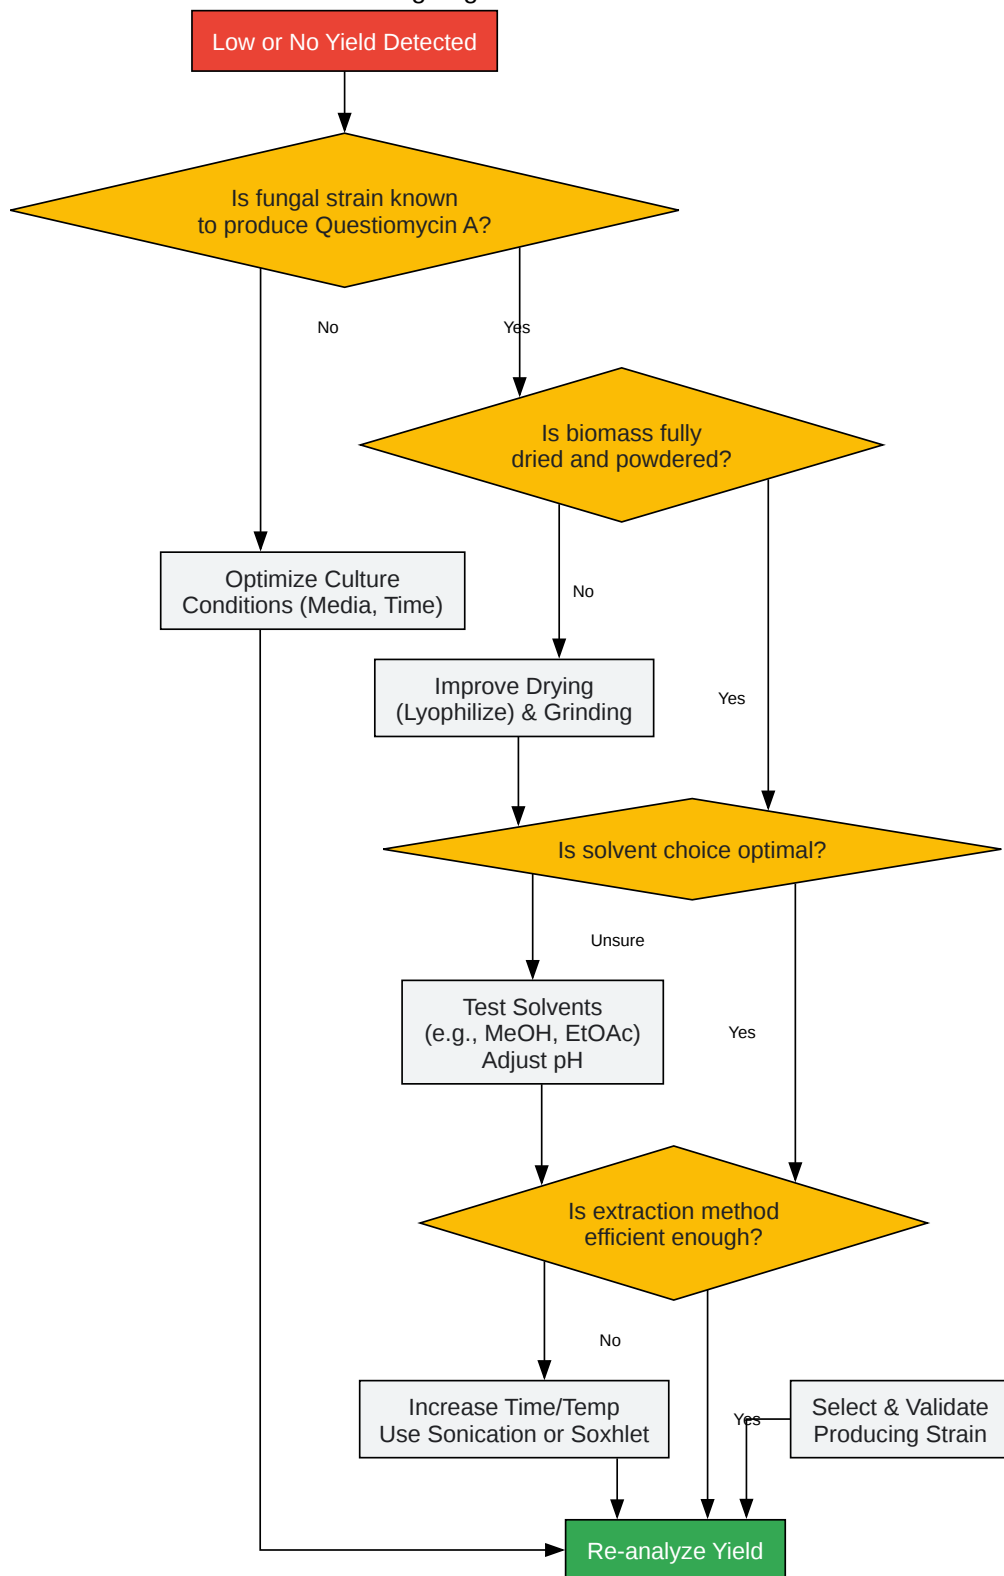 Low or No Yield Detected
Is fungal strain known
to produce Questiomycin A?
No
Yes
Is biomass fully
dried and powdered?
Optimize Culture
Conditions (Media, Time)
No
Improve Drying
(Lyophilize) & Grinding
Yes
Is solvent choice optimal?
Unsure
Test Solvents
(e.g., MeOH, EtOAc)
Adjust pH
Yes
Is extraction method
efficient enough?
No
Increase Time/Temp
Use Sonication or Soxhlet
Yes
Select & Validate
Producing Strain
Re-analyze Yield